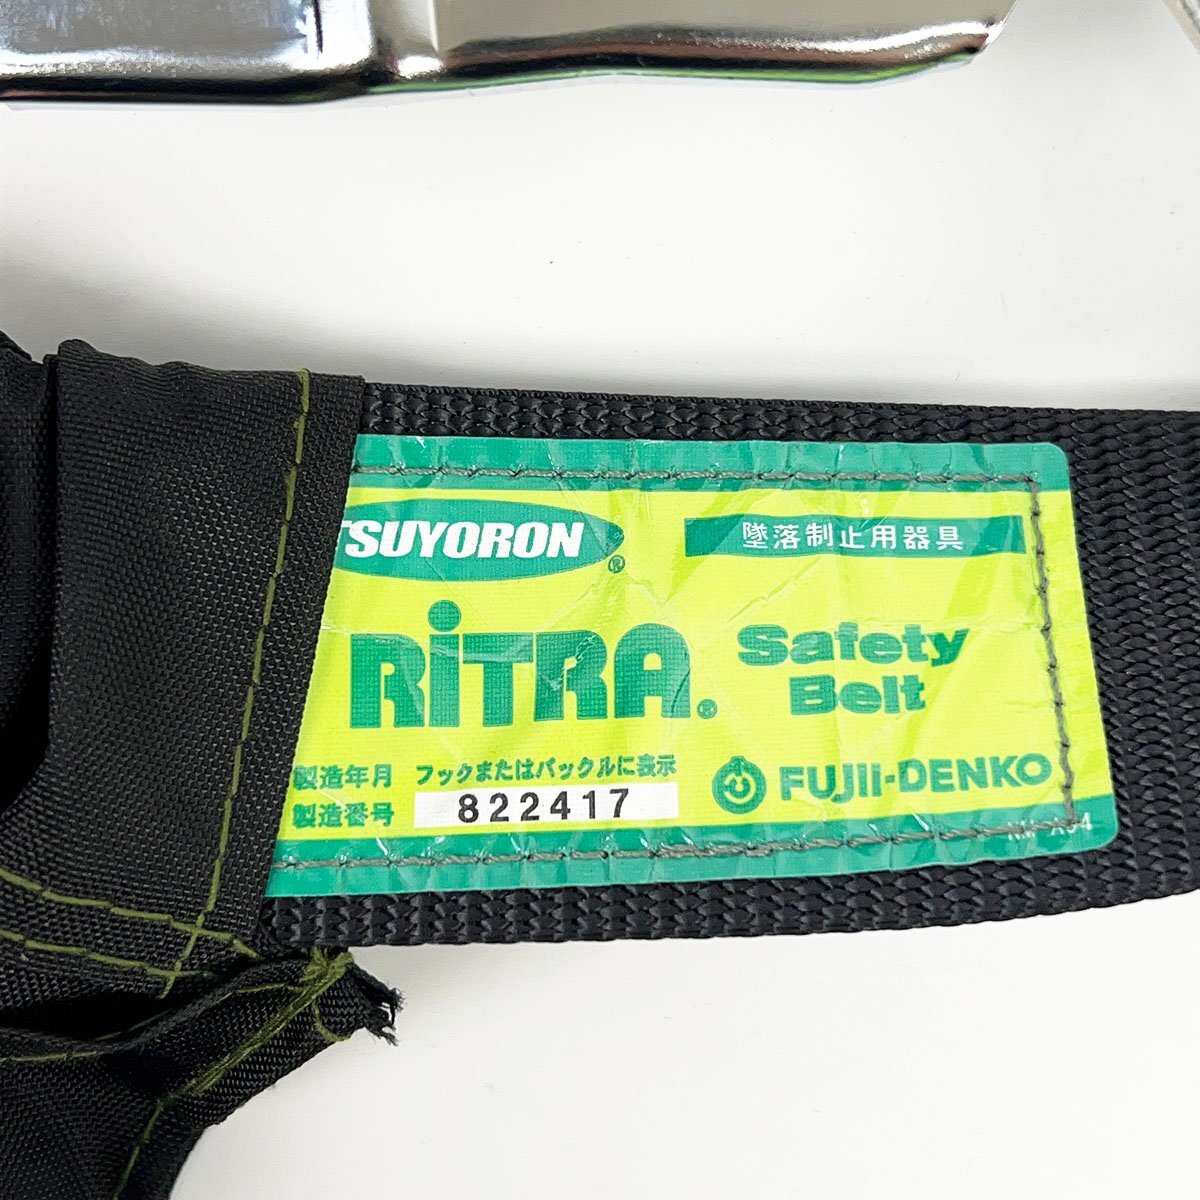 TSUYORON®
墜落制止用器具
RiTRA®
Safety
Belt
製造年月 フックまたはバックルに表示
製造番号 822417
FUJII-DENKO